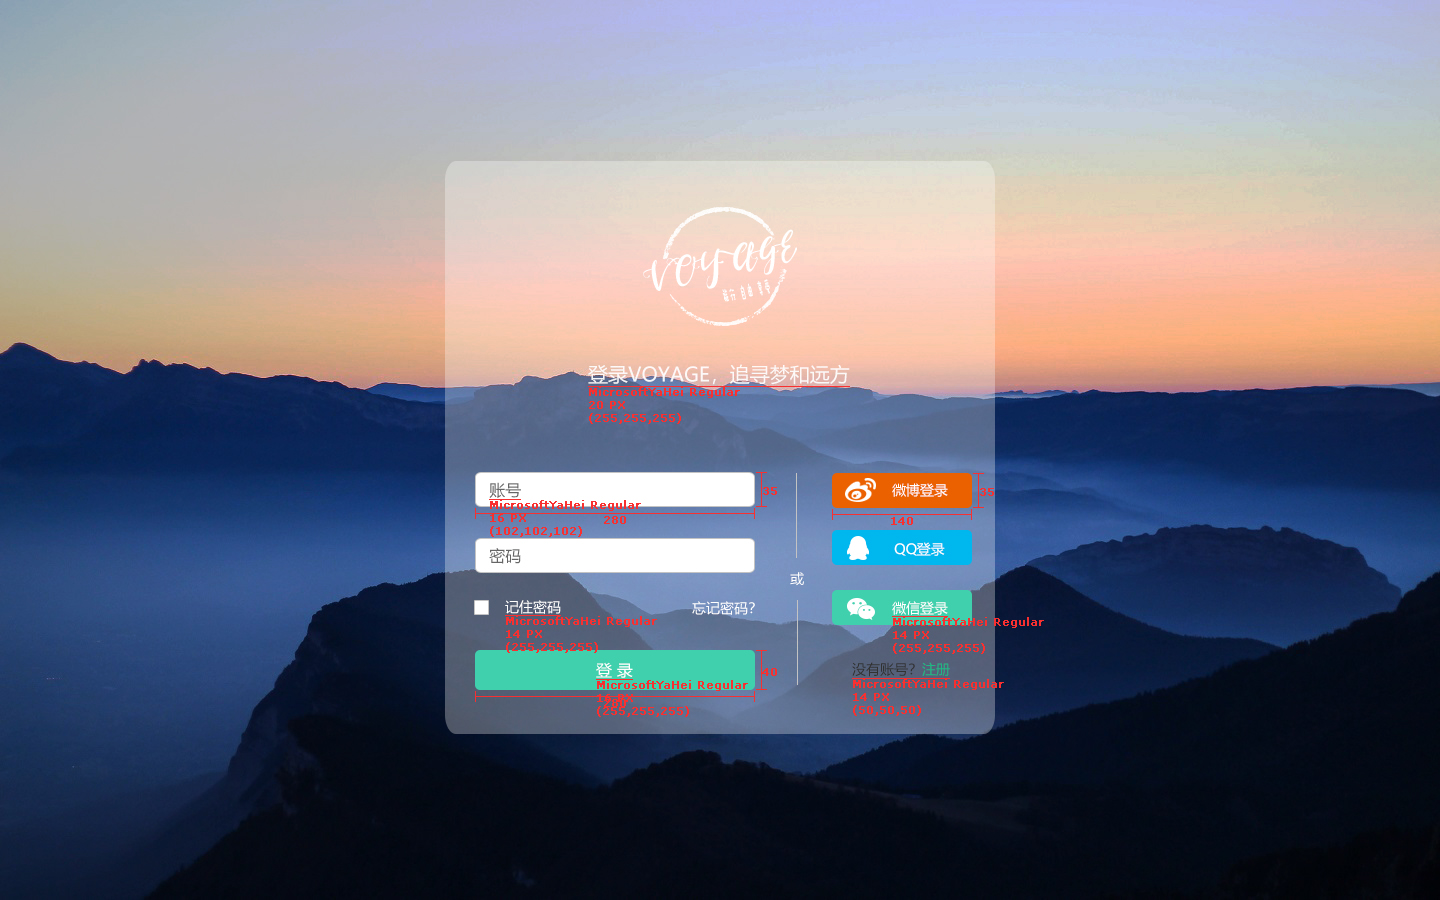 voyage
登录VOYAGE，追寻梦和远方
MicrosoftYaHei Regular
20 PX
(255,255,255)
账号
35
MicrosoftYaHei Regular
16 PX
280
(102,102,102)
密码
记住密码
忘记密码?
MicrosoftYaHei Regular
14 PX
(255,255,255)
登 录
40
MicrosoftYaHei Regular
(255,255,255)
或
微博登录
35
140
QQ登录
微信登录
MicrosoftYaHei Regular
14 PX
(255,255,255)
没有账号? 注册
MicrosoftYaHei Regular
14 PX
(50,50,50)